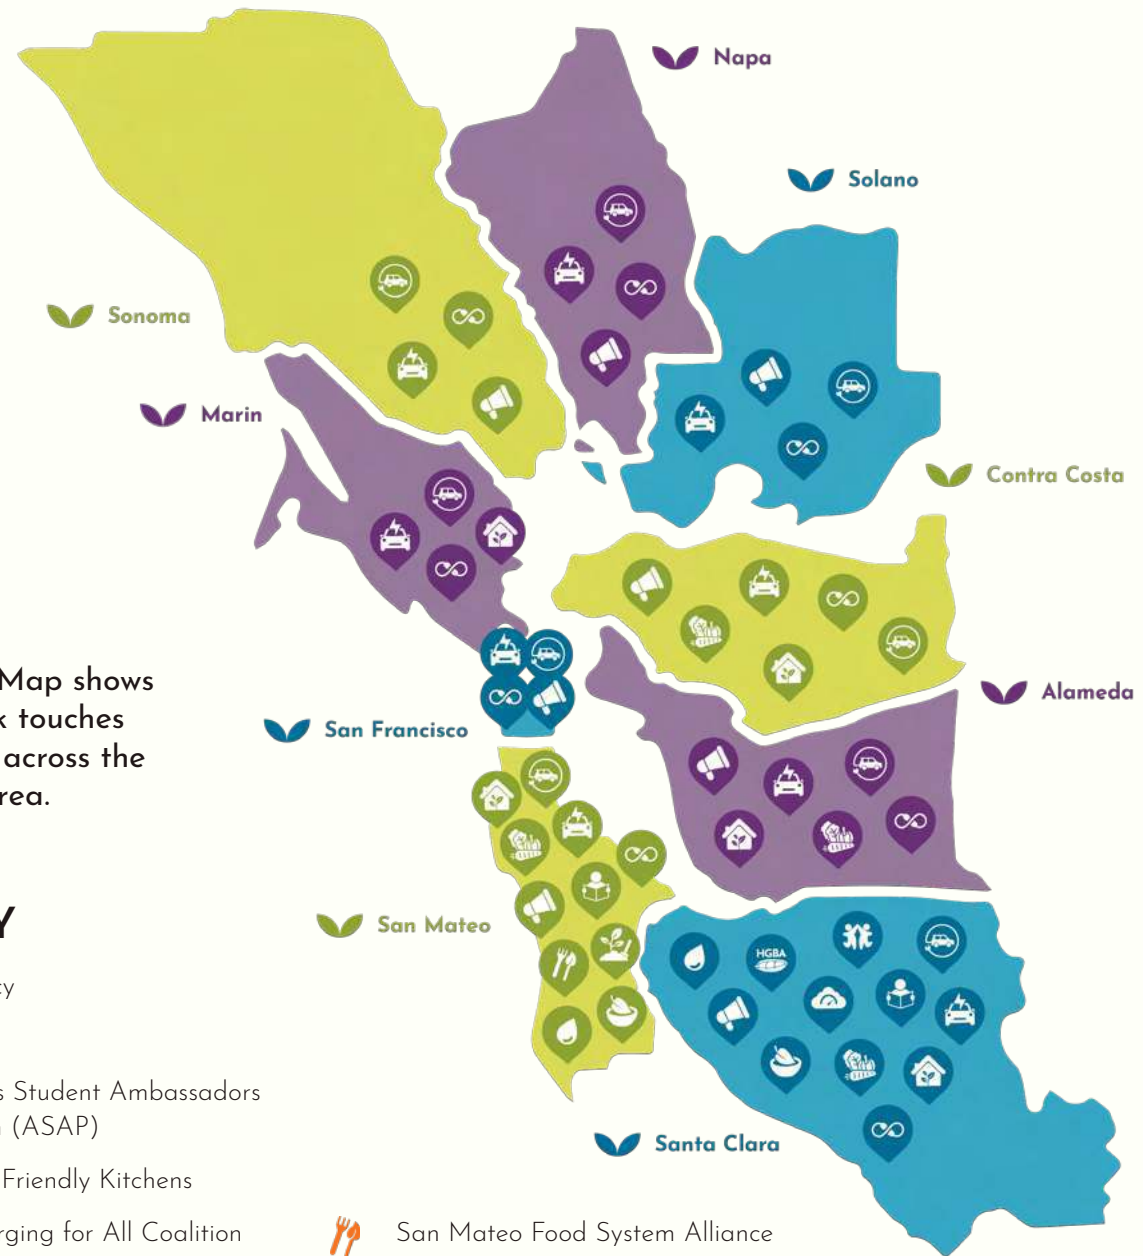 Napa
Solano
Sonoma
Marin
Contra Costa
Map shows
k touches
across the
rea.
Alameda
San Francisco
San Mateo
HGBA
Y
cy
s Student Ambassadors
n (ASAP)
Friendly Kitchens
Santa Clara
rging for All Coalition
San Mateo Food System Alliance